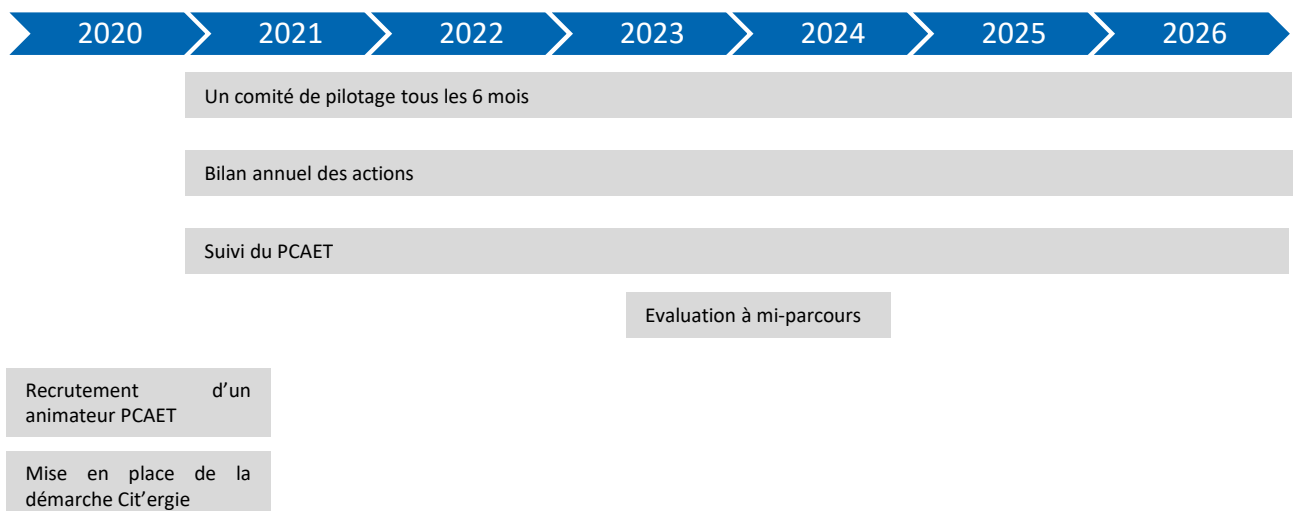 2020 2021 2022 2023 2024 2025 2026
Un comité de pilotage tous les 6 mois
Bilan annuel des actions
Suivi du PCAET
Evaluation à mi-parcours
Recrutement d’un
animateur PCAET
Mise en place de la
démarche Cit'ergie